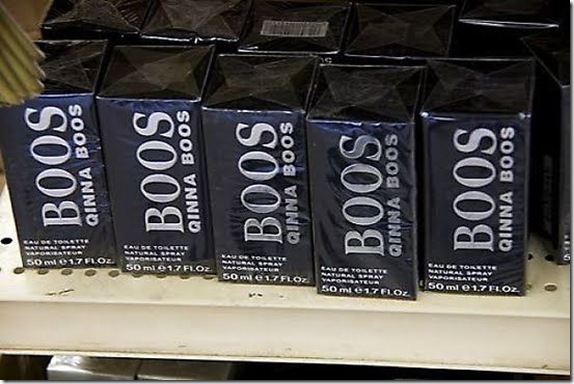 BOOS
QINNA BOOS
EAU DE TOILETTE
NATURAL SPRAY
VAPORISATEUR
50 ml e 1.7 Fl.Oz.
BOOS
QINNA BOOS
EAU DE TOILETTE
NATURAL SPRAY
VAPORISATEUR
50 ml e 1.7 Fl.Oz.
BOOS
QINNA BOOS
EAU DE TOILETTE
NATURAL SPRAY
VAPORISATEUR
50 ml e 1.7 Fl.Oz.
BOOS
QINNA BOOS
EAU DE TOILETTE
NATURAL SPRAY
VAPORISATEUR
50 ml e 1.7 Fl.Oz.
BOOS
QINNA BOOS
EAU DE TOILETTE
NATURAL SPRAY
VAPORISATEUR
50 ml e 1.7 Fl.Oz.